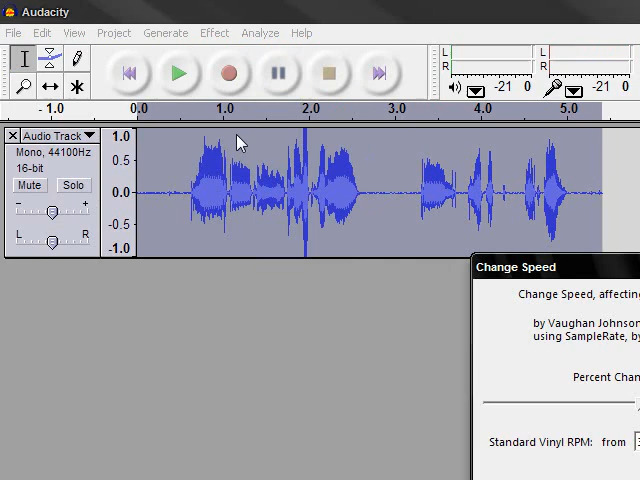 Audacity
File Edit View Project Generate Effect Analyze Help
L
R
-21 0
L
R
-21 0
- 1.0 0.0 1.0 2.0 3.0 4.0 5.0
Audio Track
Mono, 44100Hz
16-bit
Mute Solo
- +
L R
1.0
0.5
0.0
-0.5
-1.0
Change Speed
Change Speed, affecting
by Vaughan Johnson
using SampleRate, by
Percent
Standard Vinyl RPM: from